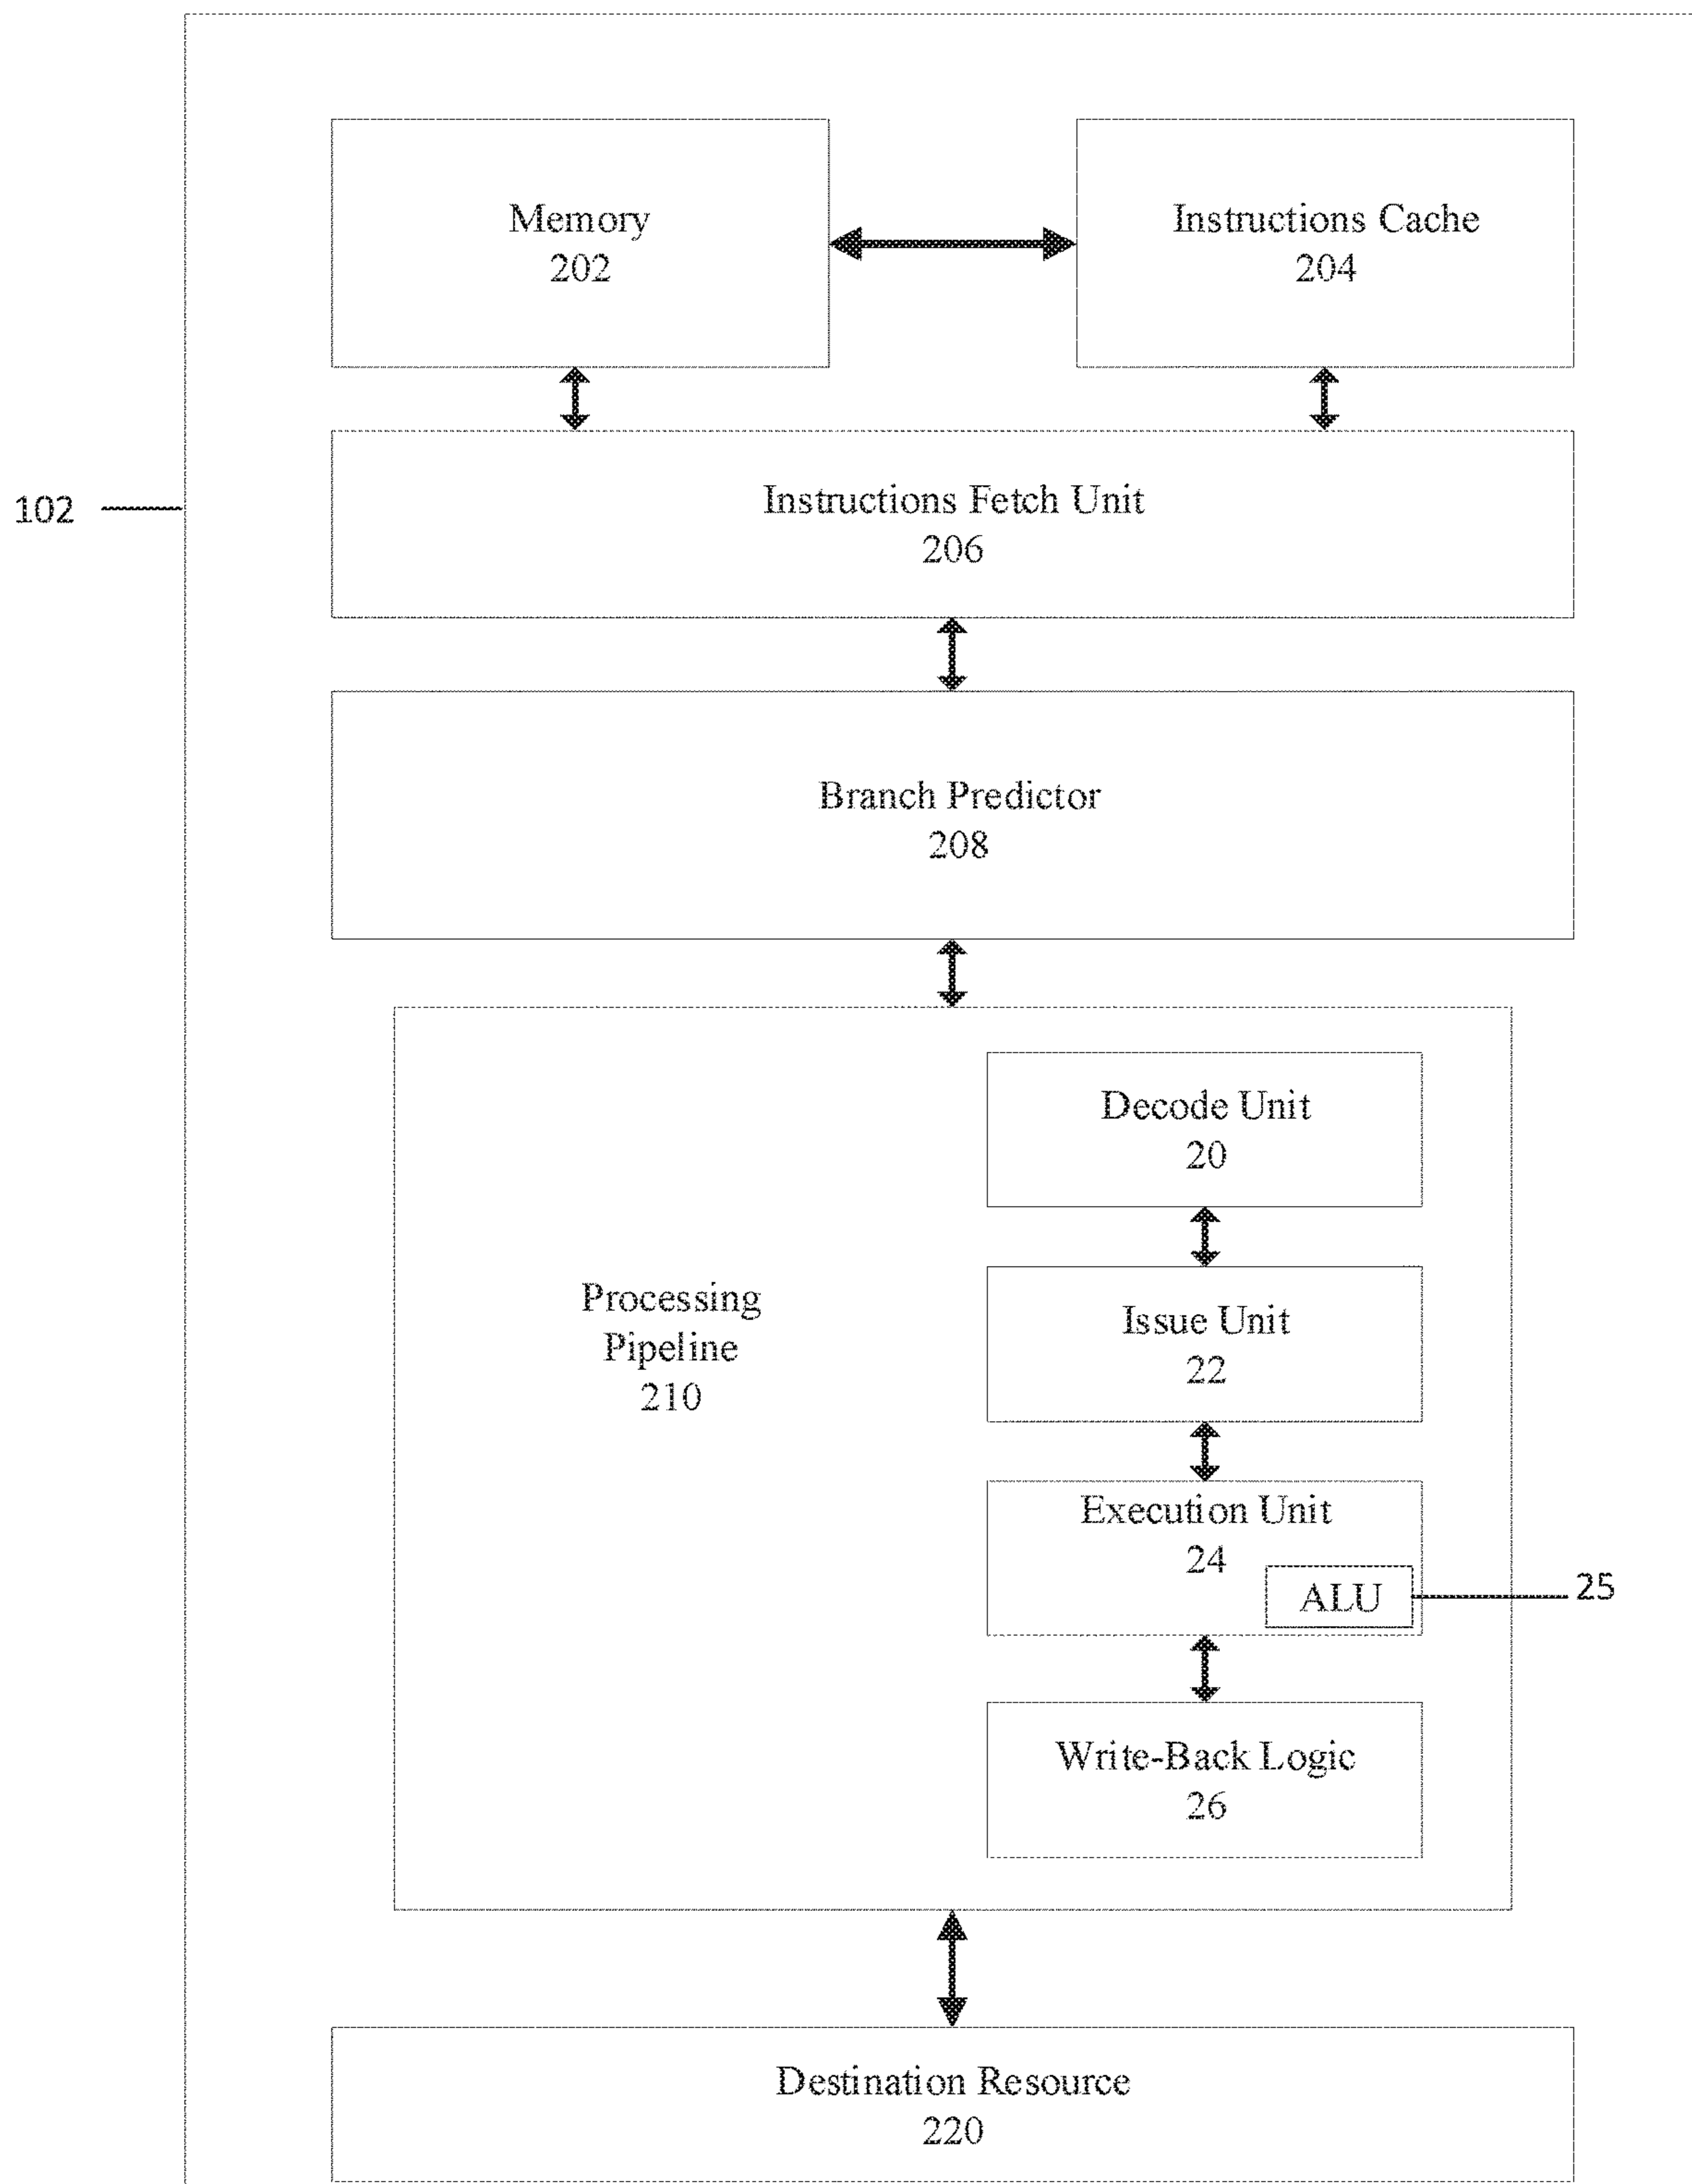 Memory
202
Instructions Cache
204
Instructions Fetch Unit
206
102
Branch Predictor
208
Processing
Pipeline
210
Decode Unit
20
Issue Unit
22
Execution Unit
24
ALU
25
Write-Back Logic
26
Destination Resource
220